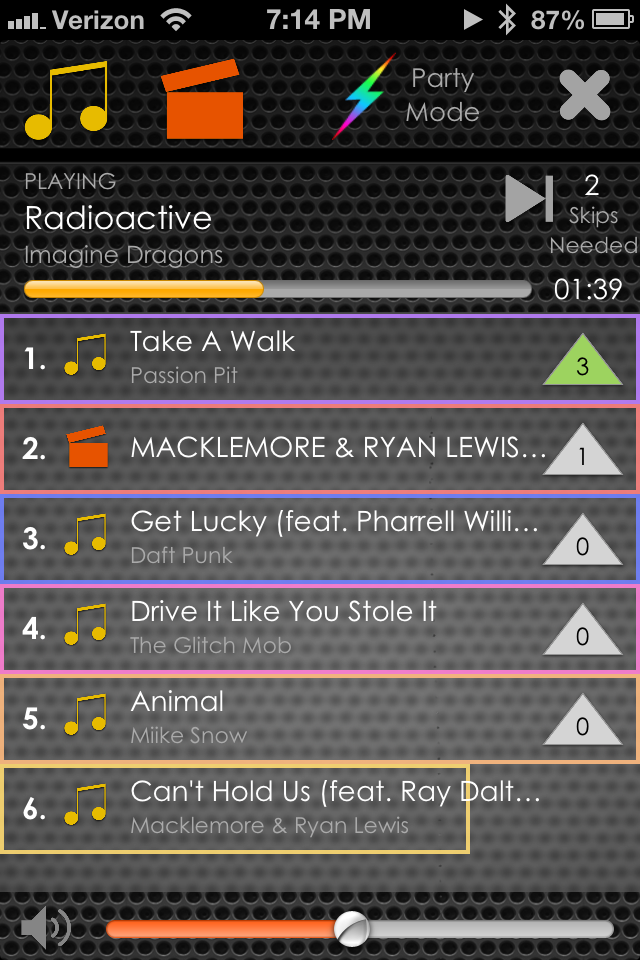 Verizon 7:14 PM 87%
Party
Mode
PLAYING
Radioactive
Imagine Dragons
2
Skips
Needed
01:39
1. Take A Walk
Passion Pit
3
2. MACKLEMORE & RYAN LEWIS...
1
3. Get Lucky (feat. Pharrell Willi...
Daft Punk
0
4. Drive It Like You Stole It
The Glitch Mob
0
5. Animal
Miike Snow
0
6. Can't Hold Us (feat. Ray Dalt...
Macklemore & Ryan Lewis